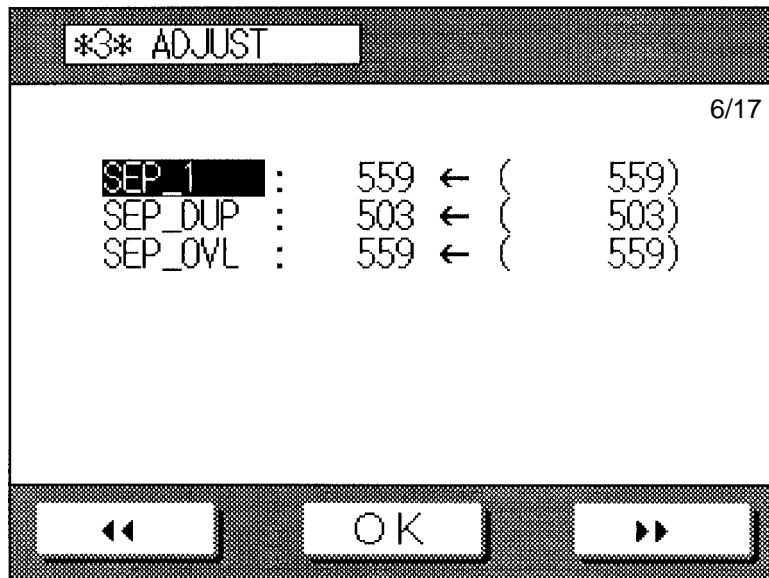 *3* ADJUST
6/17
SEP_1 : 559 ← ( 559)
SEP_DUP : 503 ← ( 503)
SEP_OVL : 559 ← ( 559)
OK